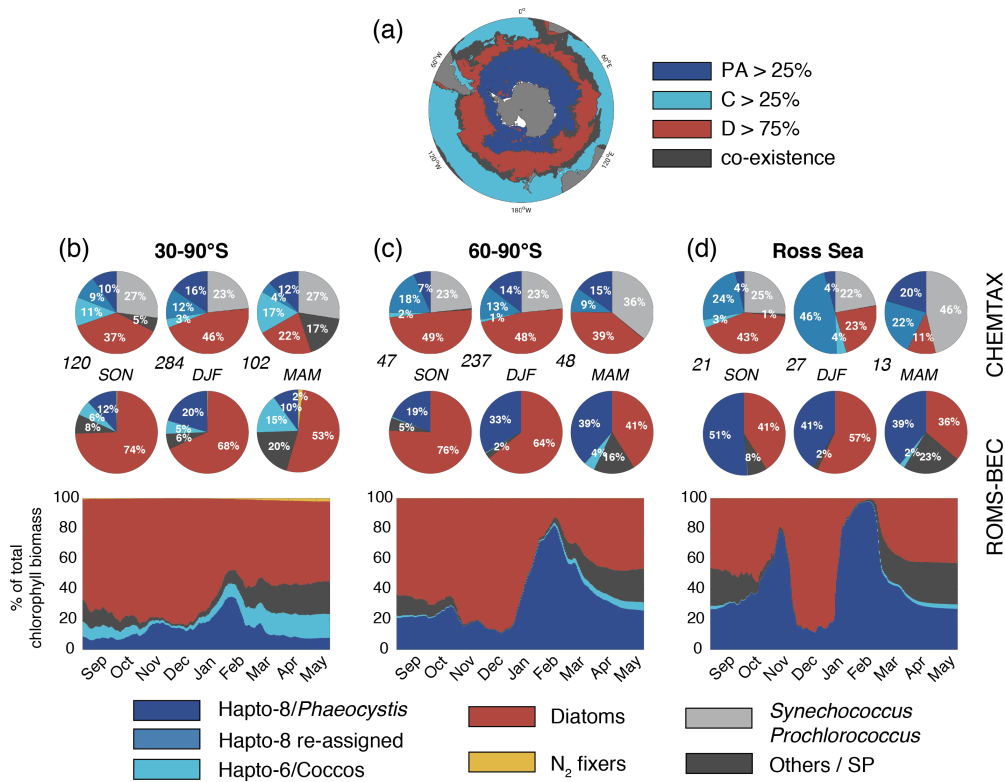 (a)
0°
60°W
60°E
120°W
120°E
180°W
PA > 25%
C > 25%
D > 75%
co-existence
(b) 30-90°S
(c) 60-90°S
(d) Ross Sea
10% 27% 5% 37% 11% 9%
16% 23% 46% 3% 12%
12% 27% 17% 22% 17% 4%
7% 23% 49% 2% 18%
14% 23% 48% 1% 13%
15% 36% 39% 9%
4% 25% 1% 43% 3% 24%
4% 22% 23% 4% 46%
20% 46% 11% 22%
CHEMTAX
120 SON 284 DJF 102 MAM
47 SON 237 DJF 48 MAM
21 SON 27 DJF 13 MAM
12% 6% 8% 74%
20% 5% 6% 68%
2% 10% 15% 20% 53%
19% 5% 76%
33% 2% 64%
39% 41% 4% 16%
51% 41% 8%
41% 57% 2%
39% 36% 2% 23%
ROMS-BEC
% of total
chlorophyll biomass
100
80
60
40
20
0
Sep Oct Nov Dec Jan Feb Mar Apr May
100
80
60
40
20
0
Sep Oct Nov Dec Jan Feb Mar Apr May
100
80
60
40
20
0
Sep Oct Nov Dec Jan Feb Mar Apr May
Hapto-8/Phaeocystis
Hapto-8 re-assigned
Hapto-6/Coccos
Diatoms
N₂ fixers
Synechococcus
Prochlorococcus
Others / SP